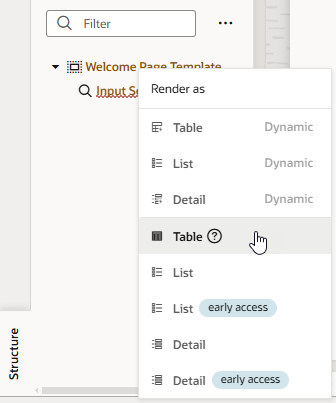 Filter
Welcome Page Template
Input Se
Render as
Table Dynamic
List Dynamic
Detail Dynamic
Table
List
List early access
Detail
Detail early access
Structure